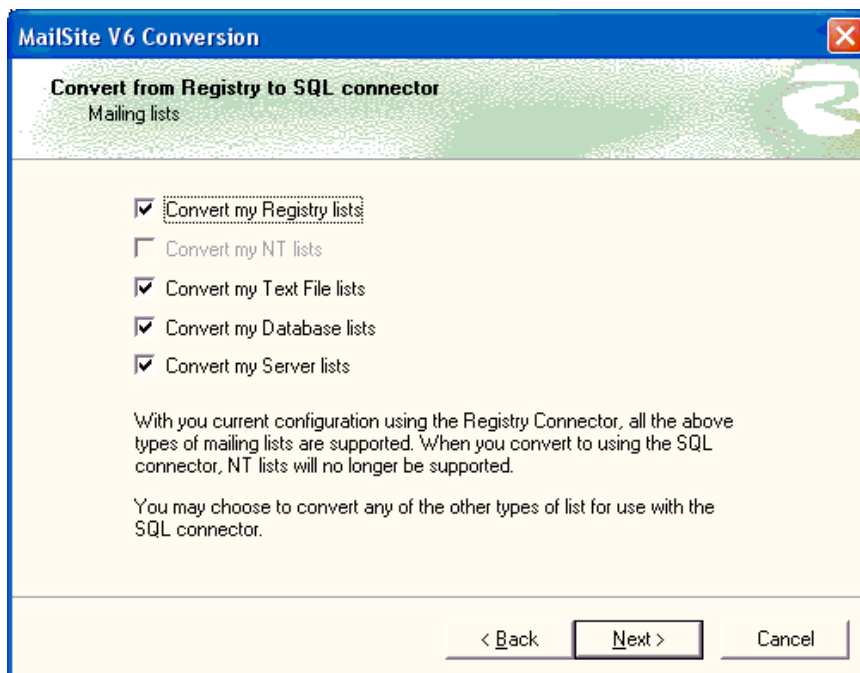 MailSite V6 Conversion
Convert from Registry to SQL connector
Mailing lists
Convert my Registry lists
Convert my NT lists
Convert my Text File lists
Convert my Database lists
Convert my Server lists
With you current configuration using the Registry Connector, all the above
types of mailing lists are supported. When you convert to using the SQL
connector, NT lists will no longer be supported.
You may choose to convert any of the other types of list for use with the
SQL connector.
< Back
Next >
Cancel